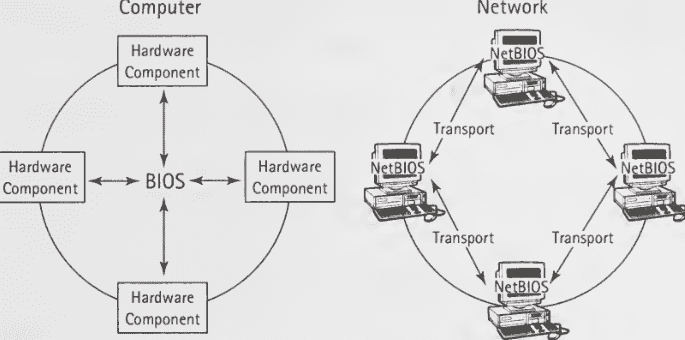 Computer
Hardware
Component
Hardware
Component
BIOS
Hardware
Component
Hardware
Component
Network
NetBIOS
Transport
Transport
NetBIOS
NetBIOS
Transport
Transport
NetBIOS